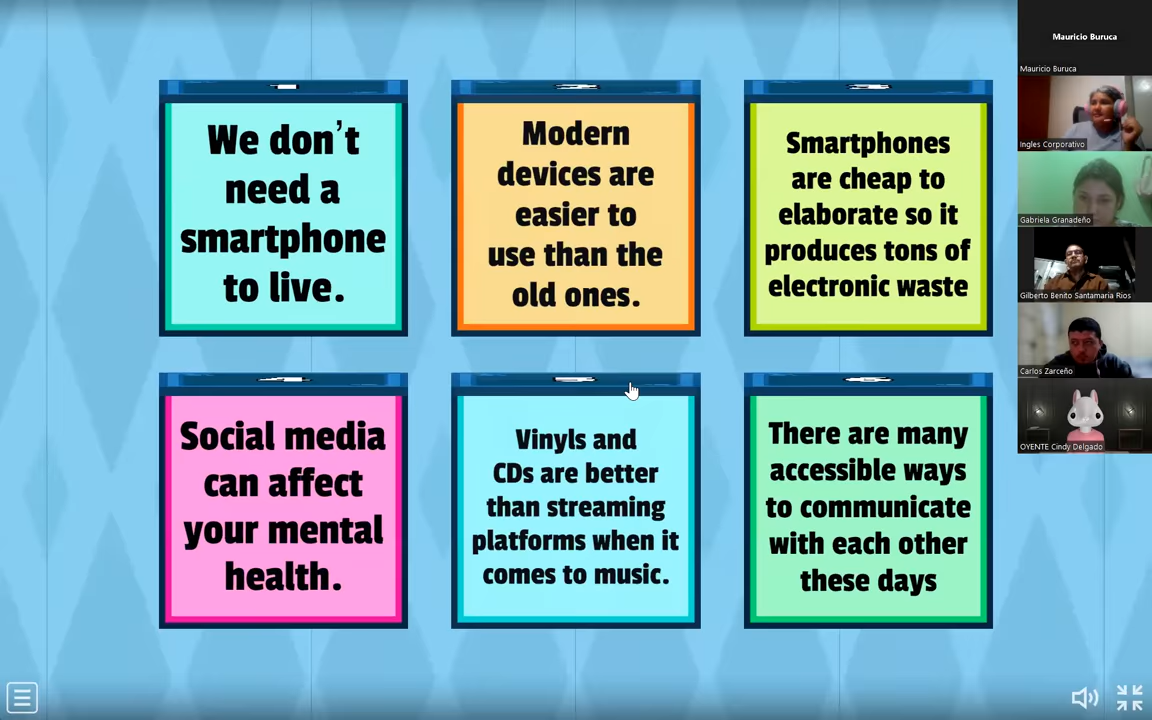 We don’t
need a
smartphone
to live.
Modern
devices are
easier to
use than the
old ones.
Smartphones
are cheap to
elaborate so it
produces tons of
electronic waste
Social media
can affect
your mental
health.
Vinyls and
CDs are better
than streaming
platforms when it
comes to music.
There are many
accessible ways
to communicate
with each other
these days
Mauricio Buruca
Mauricio Buruca
Ingles Corporativo
Gabriela Granadeño
Gilberto Benito Santamaria Rios
Carlos Zarceño
OYENTE Cindy Delgado